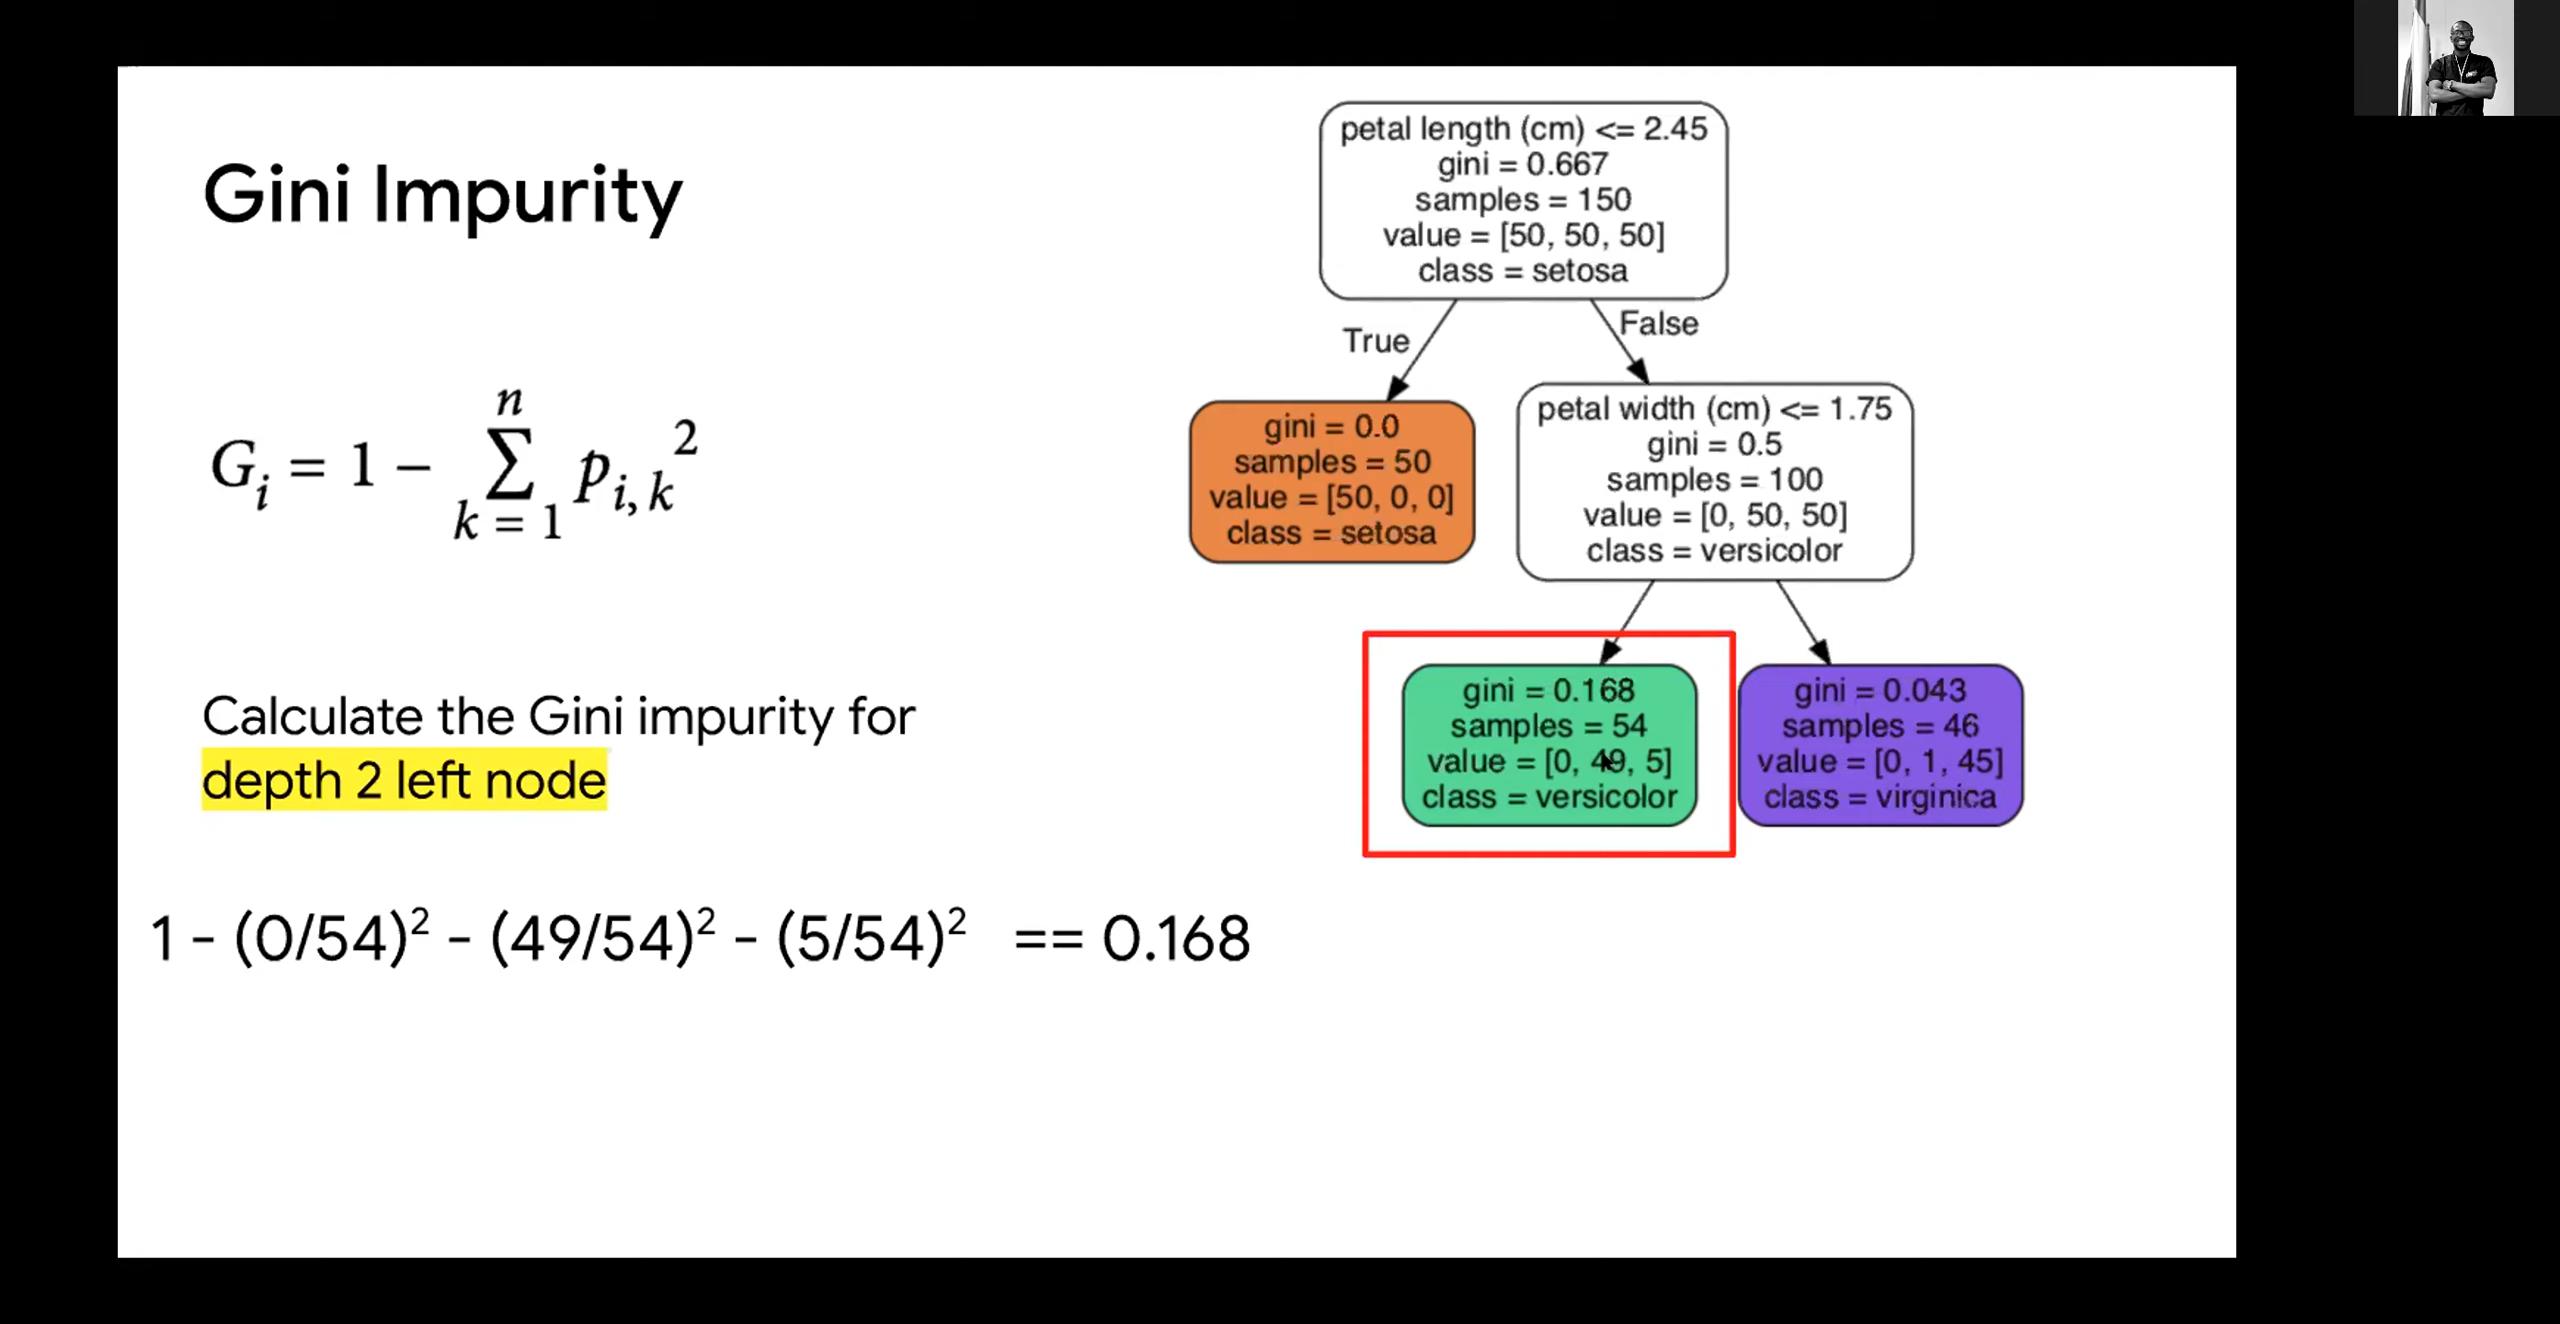 Gini Impurity
G_i = 1 − ∑_{k = 1}^{n} p_{i, k}^2
Calculate the Gini impurity for
depth 2 left node
1 - (0/54)² - (49/54)² - (5/54)² == 0.168
petal length (cm) <= 2.45
gini = 0.667
samples = 150
value = [50, 50, 50]
class = setosa
True
False
gini = 0.0
samples = 50
value = [50, 0, 0]
class = setosa
petal width (cm) <= 1.75
gini = 0.5
samples = 100
value = [0, 50, 50]
class = versicolor
gini = 0.168
samples = 54
value = [0, 49, 5]
class = versicolor
gini = 0.043
samples = 46
value = [0, 1, 45]
class = virginica